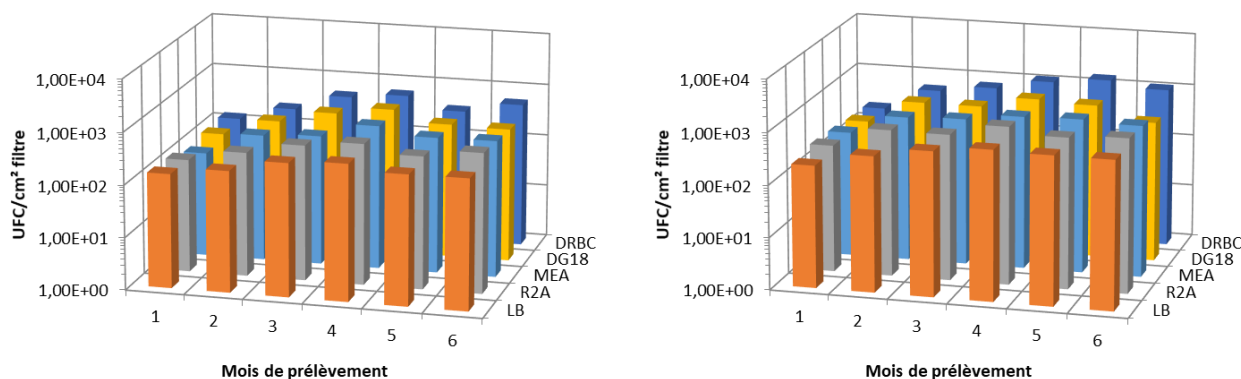 1,00E+04
1,00E+03
1,00E+02
1,00E+01
1,00E+00
UFC/cm² filtre
1 2 3 4 5 6
DRBC
DG18
MEA
R2A
LB
Mois de prélèvement
1,00E+04
1,00E+03
1,00E+02
1,00E+01
1,00E+00
UFC/cm² filtre
1 2 3 4 5 6
DRBC
DG18
MEA
R2A
LB
Mois de prélèvement